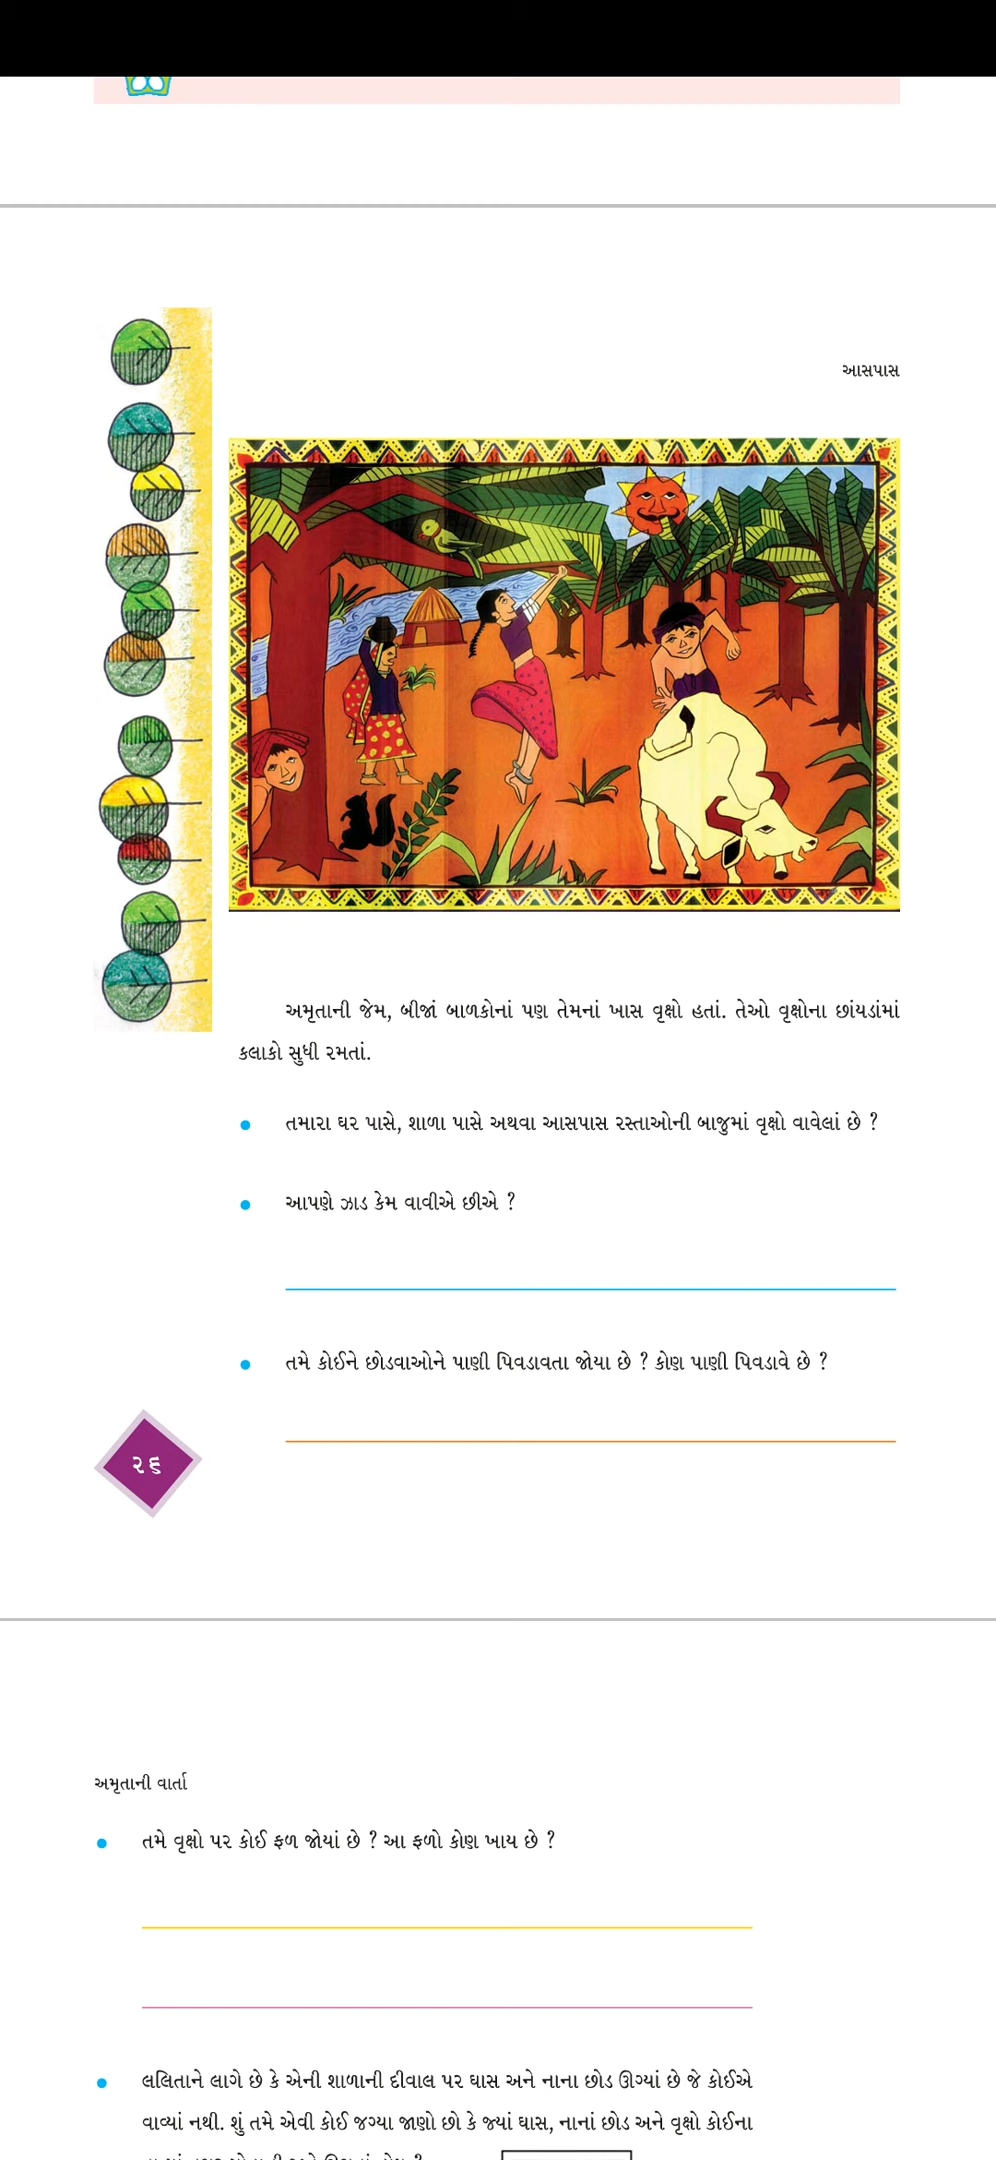 આસપાસ
અમૃતાની જેમ, બીજાં બાળકોનાં પણ તેમનાં ખાસ વૃક્ષો હતાં. તેઓ વૃક્ષોના છાંયડાંમાં
કલાકો સુધી રમતાં.
• તમારા ઘર પાસે, શાળા પાસે અથવા આસપાસ રસ્તાઓની બાજુમાં વૃક્ષો વાવેલાં છે ?
• આપણે ઝાડ કેમ વાવીએ છીએ ?
• તમે કોઈને છોડવાઓને પાણી પિવડાવતા જોયા છે ? કોણ પાણી પિવડાવે છે ?
૨૬
અમૃતાની વાર્તા
• તમે વૃક્ષો પર કોઈ ફળ જોયાં છે ? આ ફળો કોણ ખાય છે ?
• લલિતાને લાગે છે કે એની શાળાની દીવાલ પર ઘાસ અને નાના છોડ ઊગ્યાં છે જે કોઈએ
વાવ્યાં નથી. શું તમે એવી કોઈ જગ્યા જાણો છો કે જ્યાં ઘાસ, નાનાં છોડ અને વૃક્ષો કોઈના